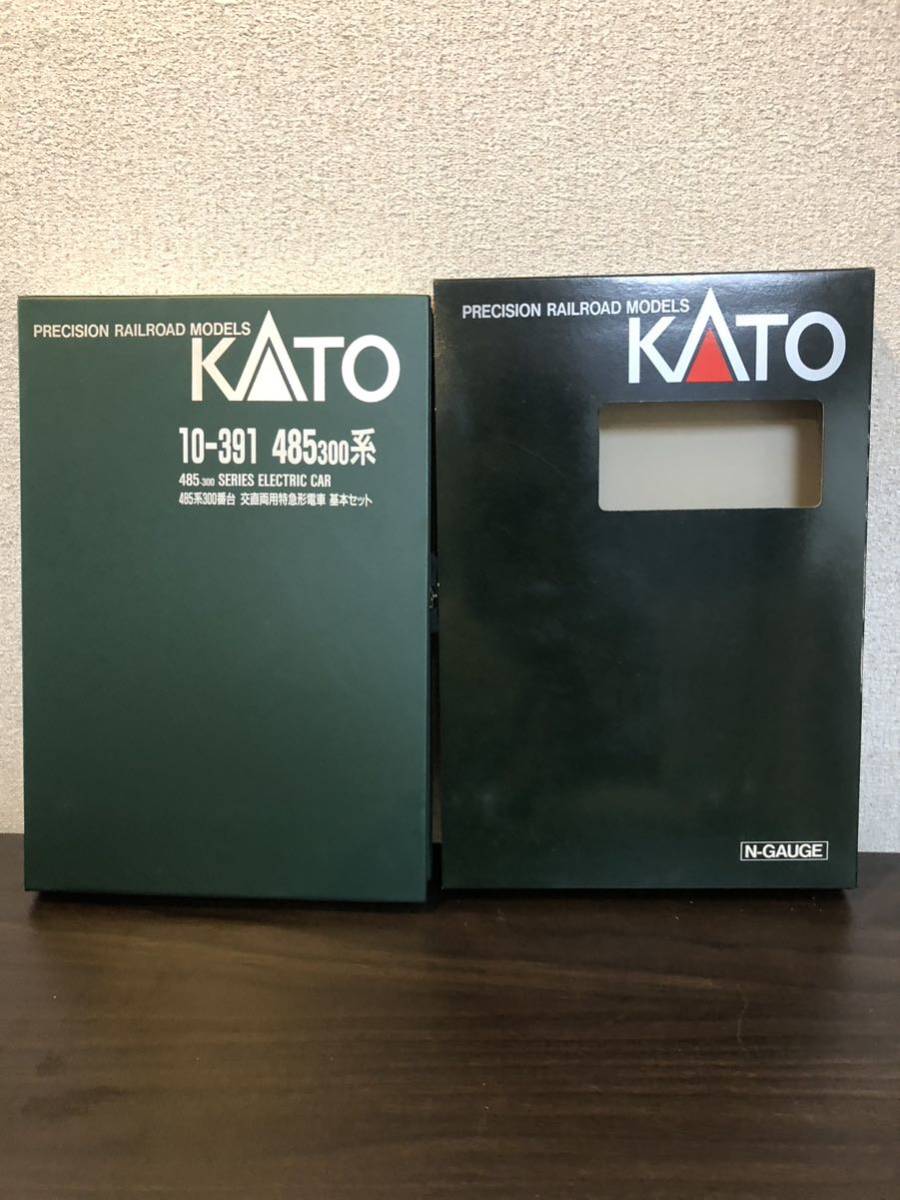 PRECISION RAILROAD MODELS
KATO
10-391 485300系
485-300 SERIES ELECTRIC CAR
485系300番台 交直両用特急形電車 基本セット
PRECISION RAILROAD MODELS
KATO
N-GAUGE